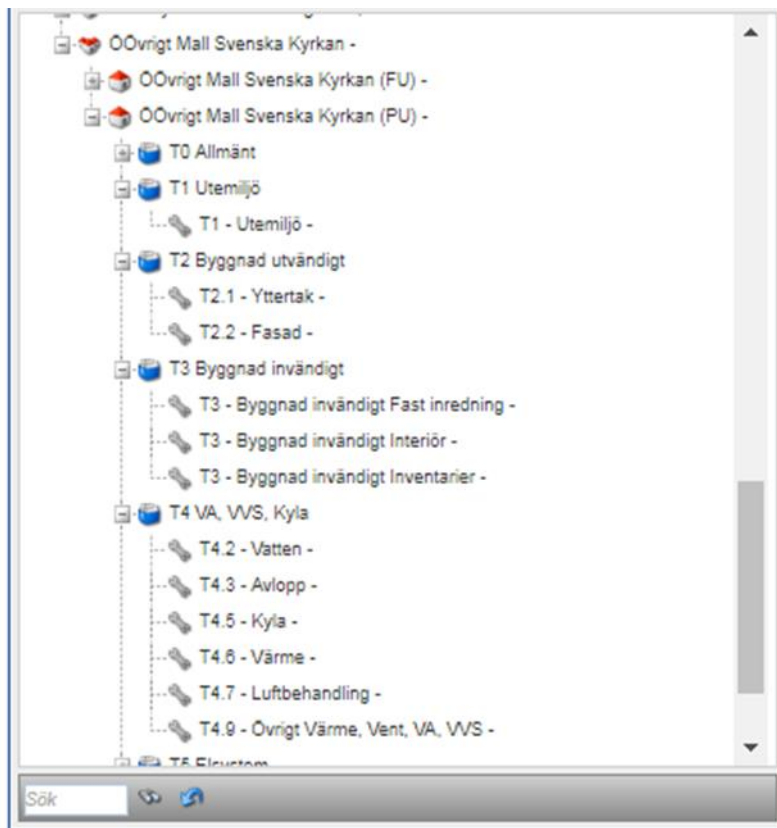 ÖÖvrigt Mall Svenska Kyrkan -
ÖÖvrigt Mall Svenska Kyrkan (FU) -
ÖÖvrigt Mall Svenska Kyrkan (PU) -
T0 Allmänt
T1 Utemiljö
T1 - Utemiljö -
T2 Byggnad utvändigt
T2.1 - Yttertak -
T2.2 - Fasad -
T3 Byggnad invändigt
T3 - Byggnad invändigt Fast inredning -
T3 - Byggnad invändigt Interiör -
T3 - Byggnad invändigt Inventarier -
T4 VA, VVS, Kyla
T4.2 - Vatten -
T4.3 - Avlopp -
T4.5 - Kyla -
T4.6 - Värme -
T4.7 - Luftbehandling -
T4.9 - Övrigt Värme, Vent, VA, VVS -
T5 Elsystem
Sök